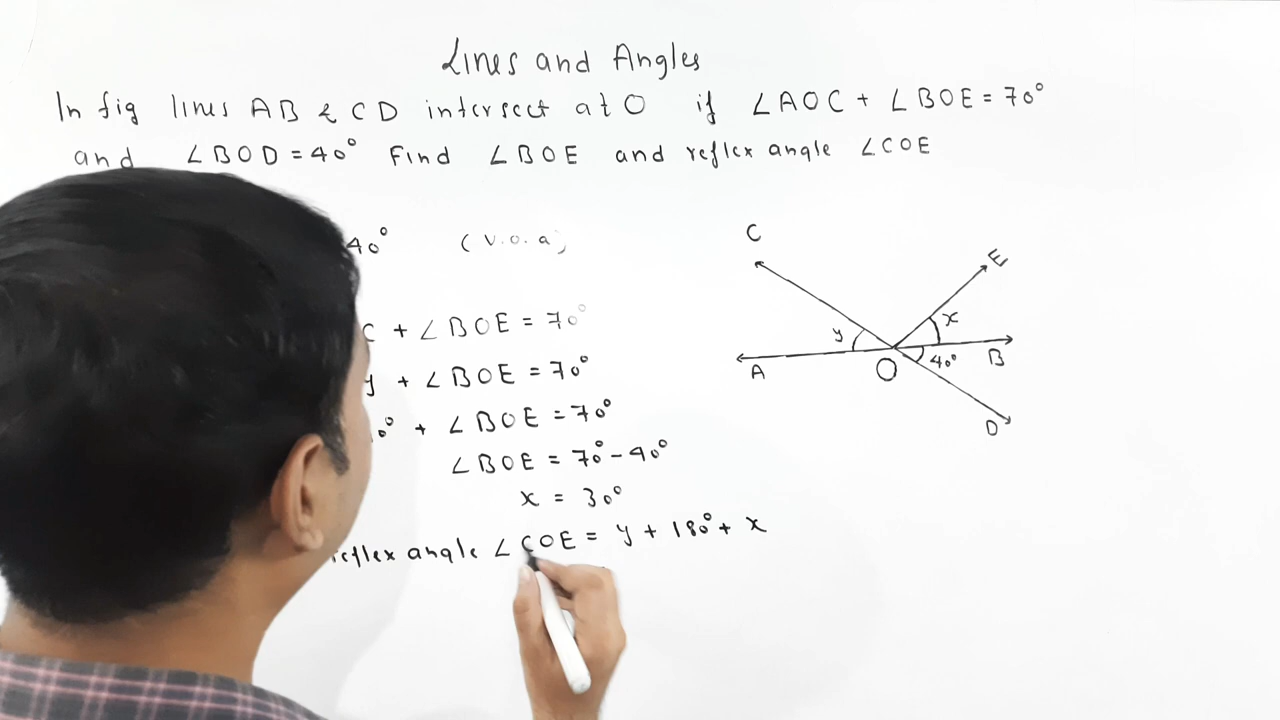 Lines and Angles
In fig lines AB & CD intersect at O if ∠AOC + ∠BOE = 70°
and ∠BOD = 40° Find ∠BOE and reflex angle ∠COE
40° (V.O.a)
C + ∠BOE = 70°
y + ∠BOE = 70°
0° + ∠BOE = 70°
∠BOE = 70° - 40°
x = 30°
reflex angle ∠COE = y + 180° + x
C
E
y
x
A
O
40°
B
D